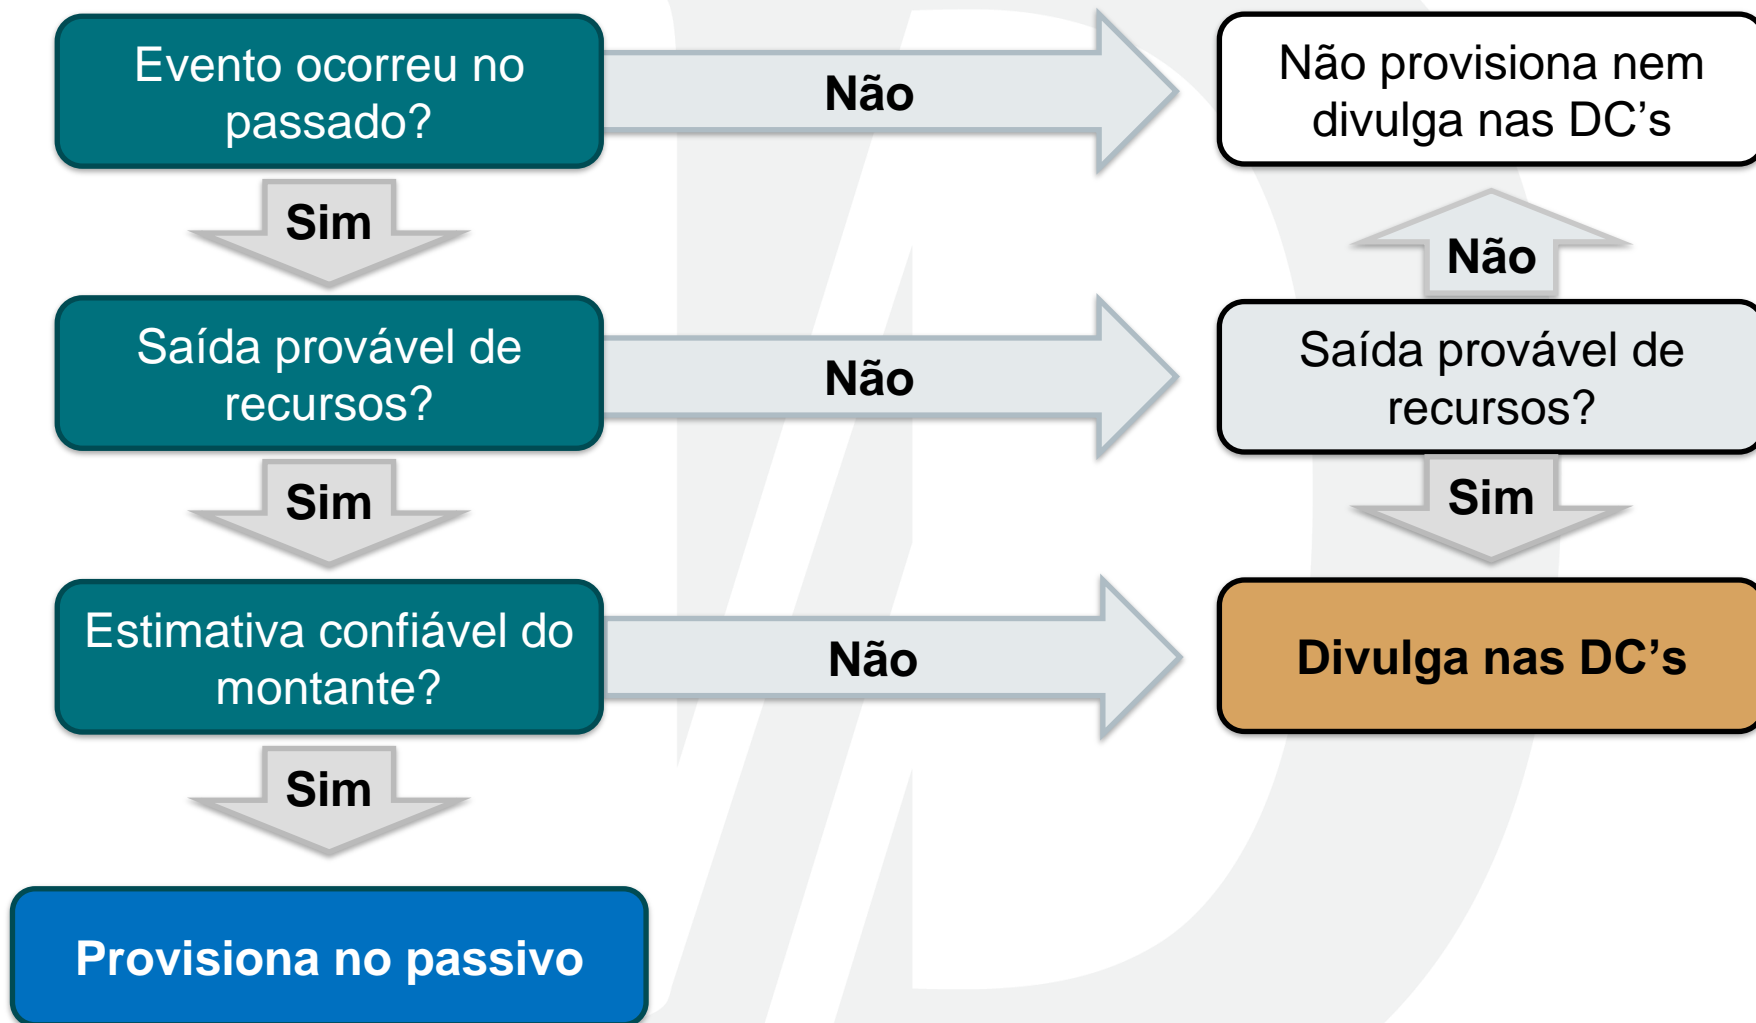 Evento ocorreu no
passado?
Não
Não provisiona nem
divulga nas DC's
Sim
Não
Saída provável de
recursos?
Não
Saída provável de
recursos?
Sim
Sim
Estimativa confiável do
montante?
Não
Divulga nas DC's
Sim
Provisiona no passivo